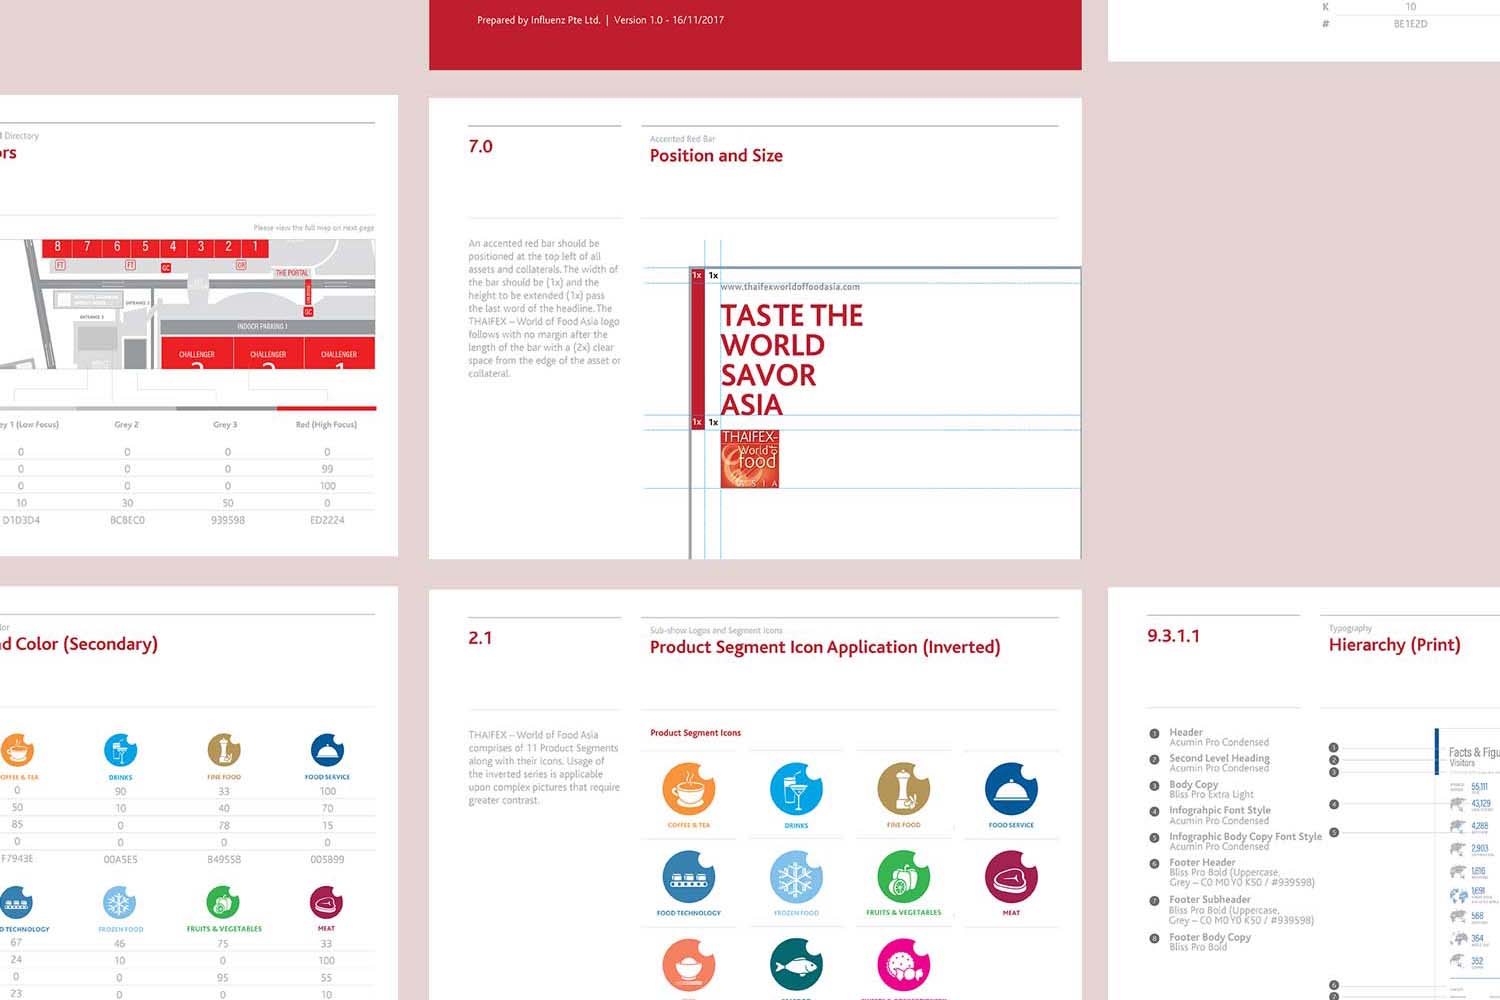 Prepared by Influenz Pte Ltd. | Version 1.0 - 16/11/2017
K 10
# BE1E2D
Directory
rs
Please view the full map on next page
8 7 6 5 4 3 2 1
FT FT GC GR
THE PORTAL
GC
ENTRANCE 3
INDOOR PARKING 1
CHALLENGER CHALLENGER CHALLENGER
ey 1 (Low Focus) Grey 2 Grey 3 Red (High Focus)
0 0 0 0
0 0 0 99
0 0 0 100
10 30 50 0
D1D3D4 BCBEC0 939598 ED2224
7.0
Accented Red Bar
Position and Size
An accented red bar should be
positioned at the top left of all
assets and collaterals. The width of
the bar should be (1x) and the
height to be extended (1x) pass
the last word of the headline. The
THAIFEX – World of Food Asia logo
follows with no margin after the
length of the bar with a (2x) clear
space from the edge of the asset or
collateral.
1x 1x
www.thaifexworldoffoodasia.com
TASTE THE
WORLD
SAVOR
ASIA
1x 1x
THAIFEX-
World of
food
ASIA
lor
d Color (Secondary)
COFFEE & TEA DRINKS FINE FOOD FOOD SERVICE
0 90 33 100
50 10 40 70
85 0 78 15
0 0 0 0
F7943E 00A5E5 B49558 005899
D TECHNOLOGY FROZEN FOOD FRUITS & VEGETABLES MEAT
67 46 75 33
24 10 0 100
0 0 95 55
23 0 0 10
2.1
Sub-show Logos and Segment Icons
Product Segment Icon Application (Inverted)
THAIFEX – World of Food Asia
comprises of 11 Product Segments
along with their icons. Usage of
the inverted series is applicable
upon complex pictures that require
greater contrast.
Product Segment Icons
COFFEE & TEA DRINKS FINE FOOD FOOD SERVICE
FOOD TECHNOLOGY FROZEN FOOD FRUITS & VEGETABLES MEAT
9.3.1.1
Typography
Hierarchy (Print)
1 Header
Acumin Pro Condensed
2 Second Level Heading
Acumin Pro Condensed
3 Body Copy
Bliss Pro Extra Light
4 Infograhpic Font Style
Acumin Pro Condensed
5 Infographic Body Copy Font Style
Acumin Pro Condensed
6 Footer Header
Bliss Pro Bold (Uppercase,
Grey – C0 M0 Y0 K50 / #939598)
7 Footer Subheader
Bliss Pro Bold (Uppercase,
Grey – C0 M0 Y0 K50 / #939598)
8 Footer Body Copy
Bliss Pro Bold
1
2
3
4
5
6
7
Facts & Figu
Visitors
55,111
43,129
4,288
2,903
1,616
1,691
568
364
352